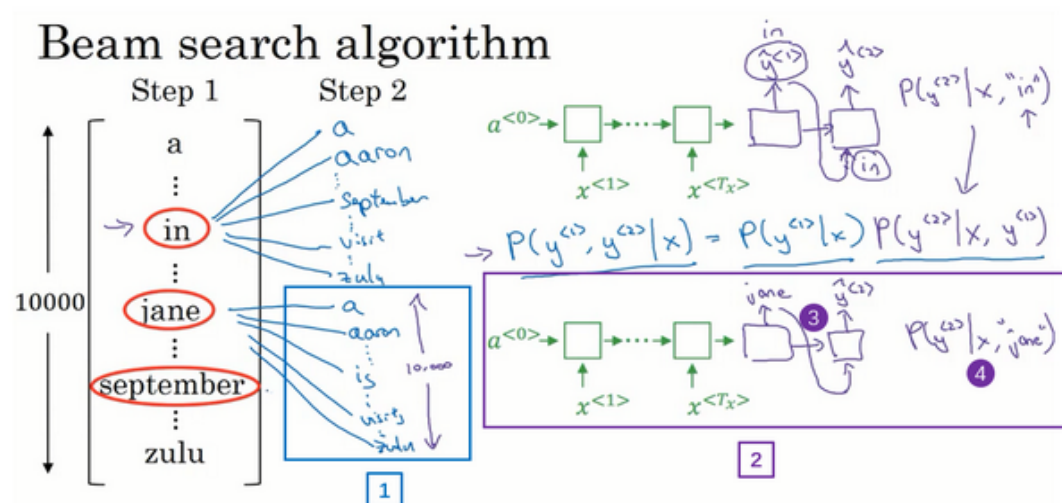 Beam search algorithm
Step 1
Step 2
10000
a
⋮
in
⋮
jane
⋮
september
⋮
zulu
a
aaron
⋮
September
⋮
visit
⋮
zulu
a
aaron
⋮
is
⋮
visits
⋮
zulu
10,000
1
in
ŷ<1>
ŷ<2>
a<0>
x<1>
x<Tx>
in
P(y<2>|x,"in")
→ P(y<1>, y<2>|x) = P(y<1>|x) P(y<2>|x, y<1>)
jane
ŷ<2>
3
a<0>
x<1>
x<Tx>
P(y<2>|x,"jane")
4
2